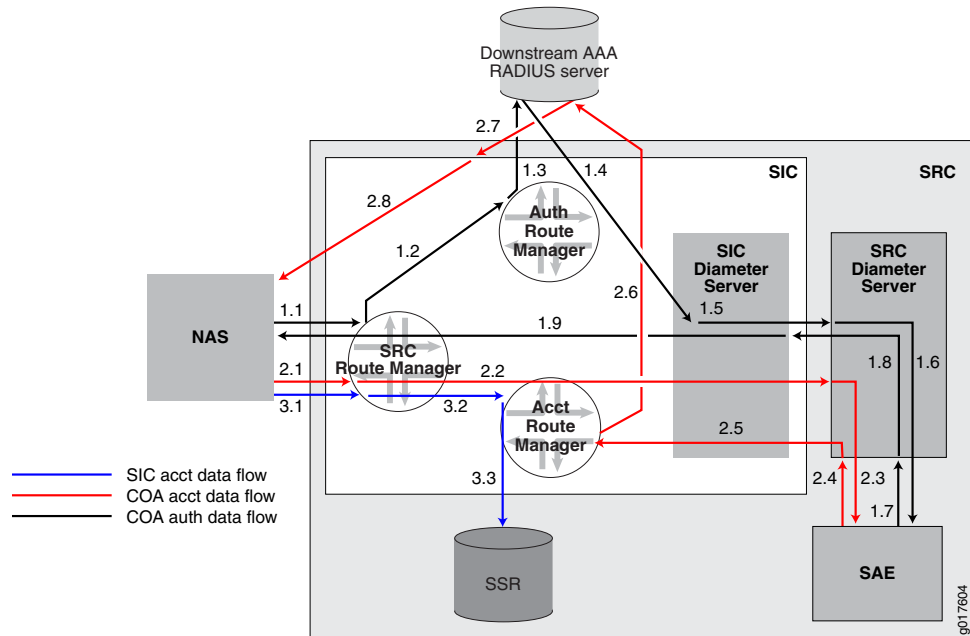 Downstream AAA
RADIUS server
2.7
1.3
1.4
SIC
SRC
2.8
Auth
Route
Manager
1.2
SIC
Diameter
Server
SRC
Diameter
Server
2.6
1.1
1.5
NAS
1.9
SRC
Route Manager
1.8
1.6
2.1
2.2
3.1
3.2
Acct
Route
Manager
2.5
SIC acct data flow
COA acct data flow
COA auth data flow
3.3
2.4
2.3
1.7
SSR
SAE
g017604